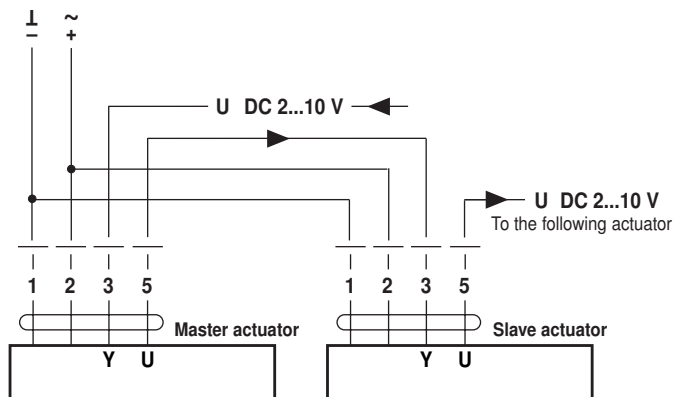 ⊥ ~
– +
U DC 2...10 V
U DC 2...10 V
To the following actuator
1 2 3 5 1 2 3 5
Master actuator Slave actuator
Y U Y U